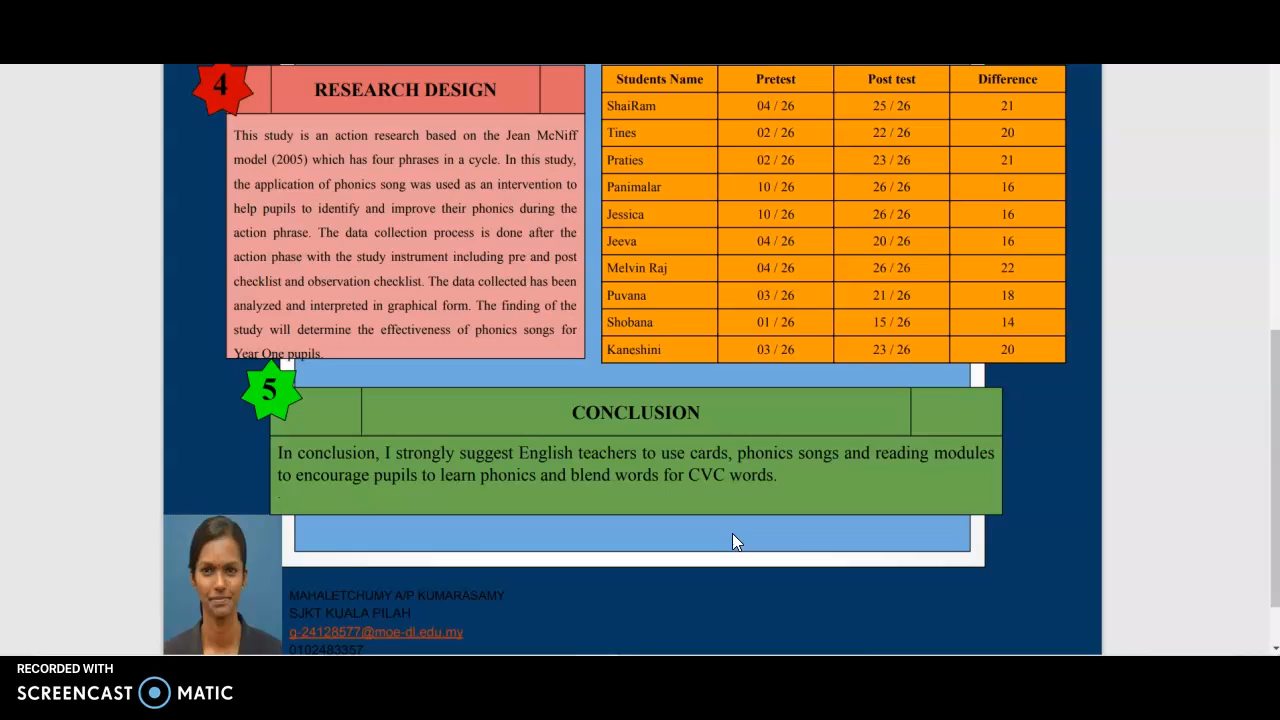 4
RESEARCH DESIGN
This study is an action research based on the Jean McNiff
model (2005) which has four phrases in a cycle. In this study,
the application of phonics song was used as an intervention to
help pupils to identify and improve their phonics during the
action phrase. The data collection process is done after the
action phase with the study instrument including pre and post
checklist and observation checklist. The data collected has been
analyzed and interpreted in graphical form. The finding of the
study will determine the effectiveness of phonics songs for
Year One pupils.
Students Name Pretest Post test Difference
ShaiRam 04 / 26 25 / 26 21
Tines 02 / 26 22 / 26 20
Praties 02 / 26 23 / 26 21
Panimalar 10 / 26 26 / 26 16
Jessica 10 / 26 26 / 26 16
Jeeva 04 / 26 20 / 26 16
Melvin Raj 04 / 26 26 / 26 22
Puvana 03 / 26 21 / 26 18
Shobana 01 / 26 15 / 26 14
Kaneshini 03 / 26 23 / 26 20
5
CONCLUSION
In conclusion, I strongly suggest English teachers to use cards, phonics songs and reading modules
to encourage pupils to learn phonics and blend words for CVC words.
.
MAHALETCHUMY A/P KUMARASAMY
SJKT KUALA PILAH
g-24128577@moe-dl.edu.my
0102483357
RECORDED WITH
SCREENCAST MATIC